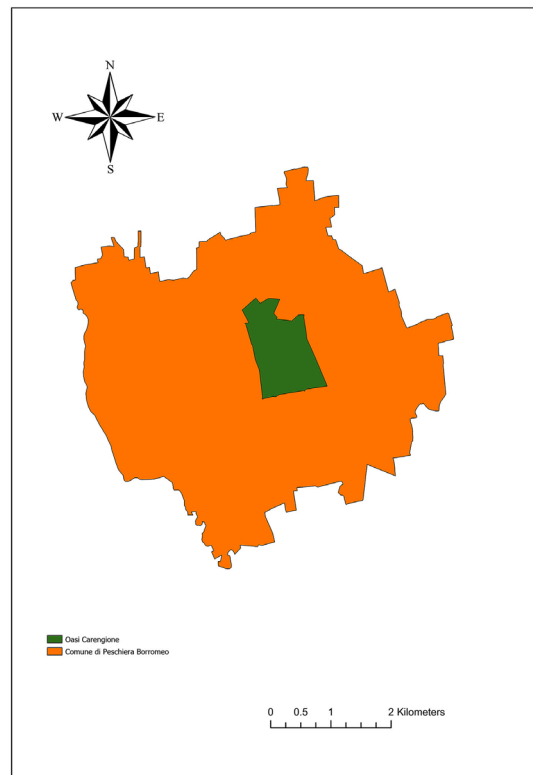 N
W E
S
Oasi Carengione
Comune di Peschiera Borromeo
0 0.5 1 2 Kilometers